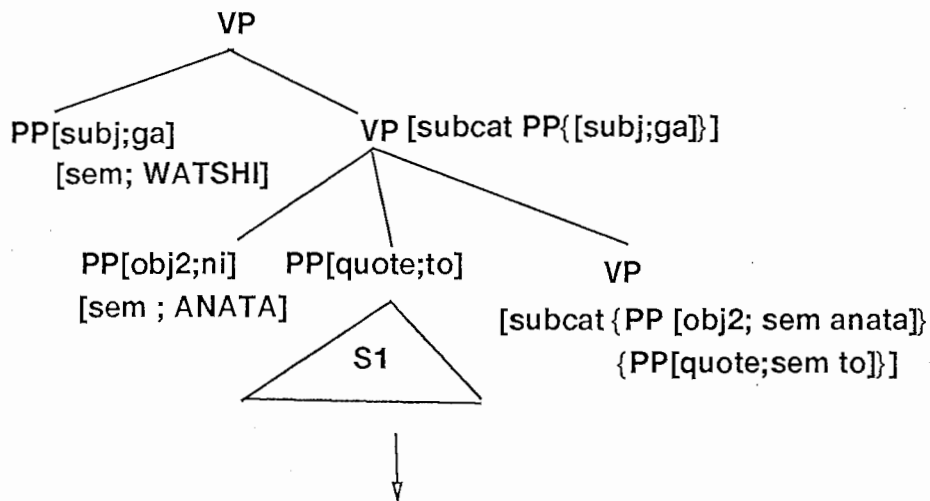 VP
PP[subj;ga]
[sem; WATSHI]
VP [subcat PP{[subj;ga]}]
PP[obj2;ni]
[sem ; ANATA]
PP[quote;to]
S1
VP
[subcat {PP [obj2; sem anata]}
{PP[quote;sem to]}]